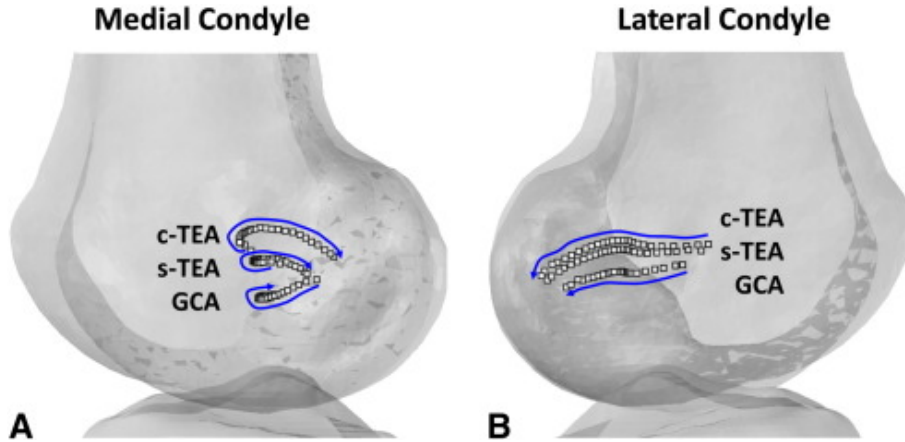 Medial Condyle
Lateral Condyle
c-TEA
s-TEA
GCA
c-TEA
s-TEA
GCA
A
B